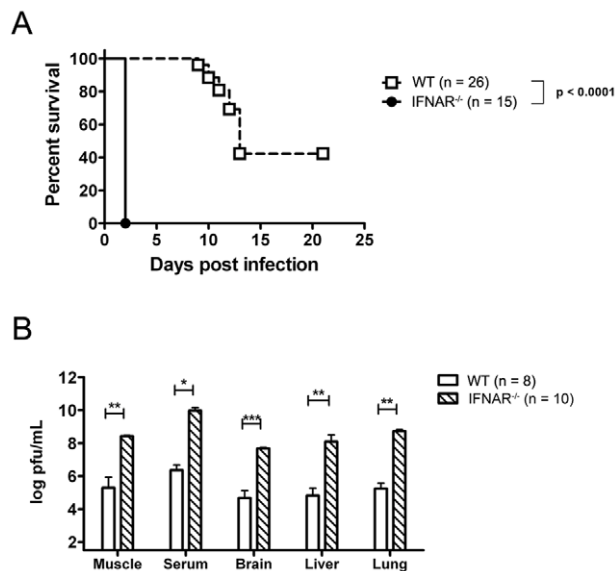 A
Percent survival
100
80
60
40
20
0
0 5 10 15 20 25
Days post infection
WT (n = 26)
IFNAR-/- (n = 15)
p < 0.0001
B
log pfu/mL
12
10
8
6
4
2
** * *** ** **
Muscle Serum Brain Liver Lung
WT (n = 8)
IFNAR-/- (n = 10)